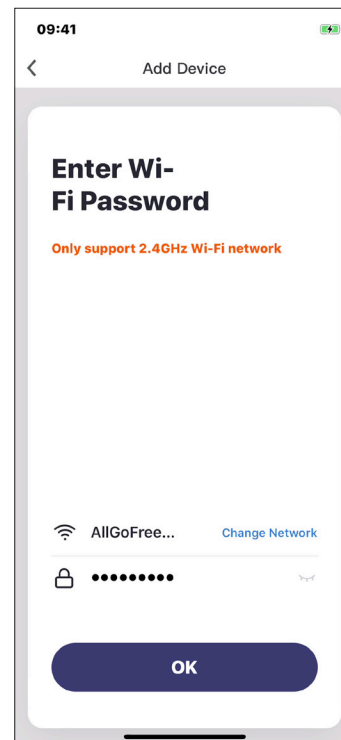 09:41
Add Device
Enter Wi-
Fi Password
Only support 2.4GHz Wi-Fi network
AllGoFree... Change Network
•••••••••
OK